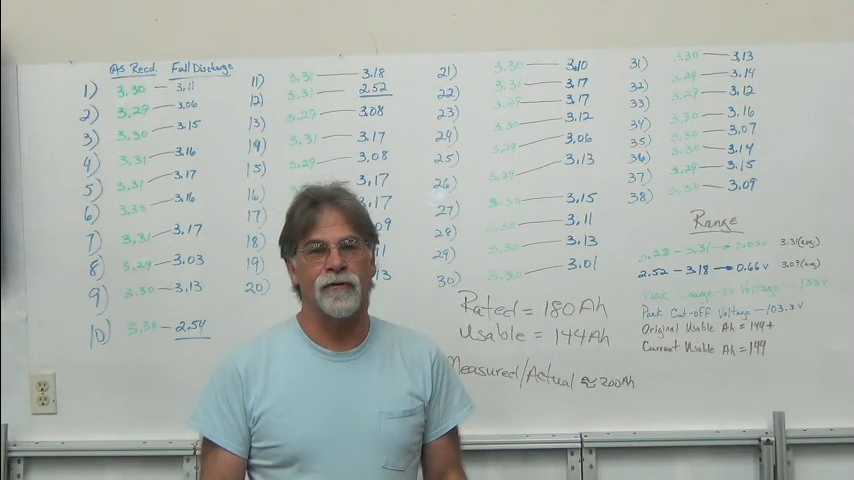 As Recd. Full Discharge
1) 3.30 — 3.11
2) 3.29 — 3.06
3) 3.30 — 3.15
4) 3.31 — 3.16
5) 3.31 — 3.17
6) 3.30 — 3.16
7) 3.31 — 3.17
8) 3.29 — 3.03
9) 3.30 — 3.13
10) 3.30 — 2.54
11) 3.31 — 3.18
12) 3.31 — 2.52
13) 3.29 — 3.08
14) 3.31 — 3.17
15) 3.29 — 3.08
16) 3.17
17) 3.17
18)
19)
20)
21) 3.30 — 3.10
22) 3.31 — 3.17
23) 3.29 — 3.17
24) 3.30 — 3.12
25) 3.29 — 3.06
26) 3.29 — 3.13
27) 3.30 — 3.15
28) 3.30 — 3.11
29) 3.30 — 3.13
30) 3.30 — 3.01
31) 3.30 — 3.13
32) 3.29 — 3.14
33) 3.29 — 3.12
34) 3.30 — 3.16
35) 3.30 — 3.07
36) 3.29 — 3.14
37) 3.29 — 3.15
38) 3.30 — 3.09
Range
3.28 – 3.31 → 0.03v 3.31(avg)
2.52 – 3.18 → 0.66v 3.09(avg)
Voltage
Pack Cut-off Voltage – 103.3v
Original Usable Ah = 144+
Current Usable Ah = 144
Rated = 180Ah
Usable = 144Ah
Measured/Actual ≈ 200Ah